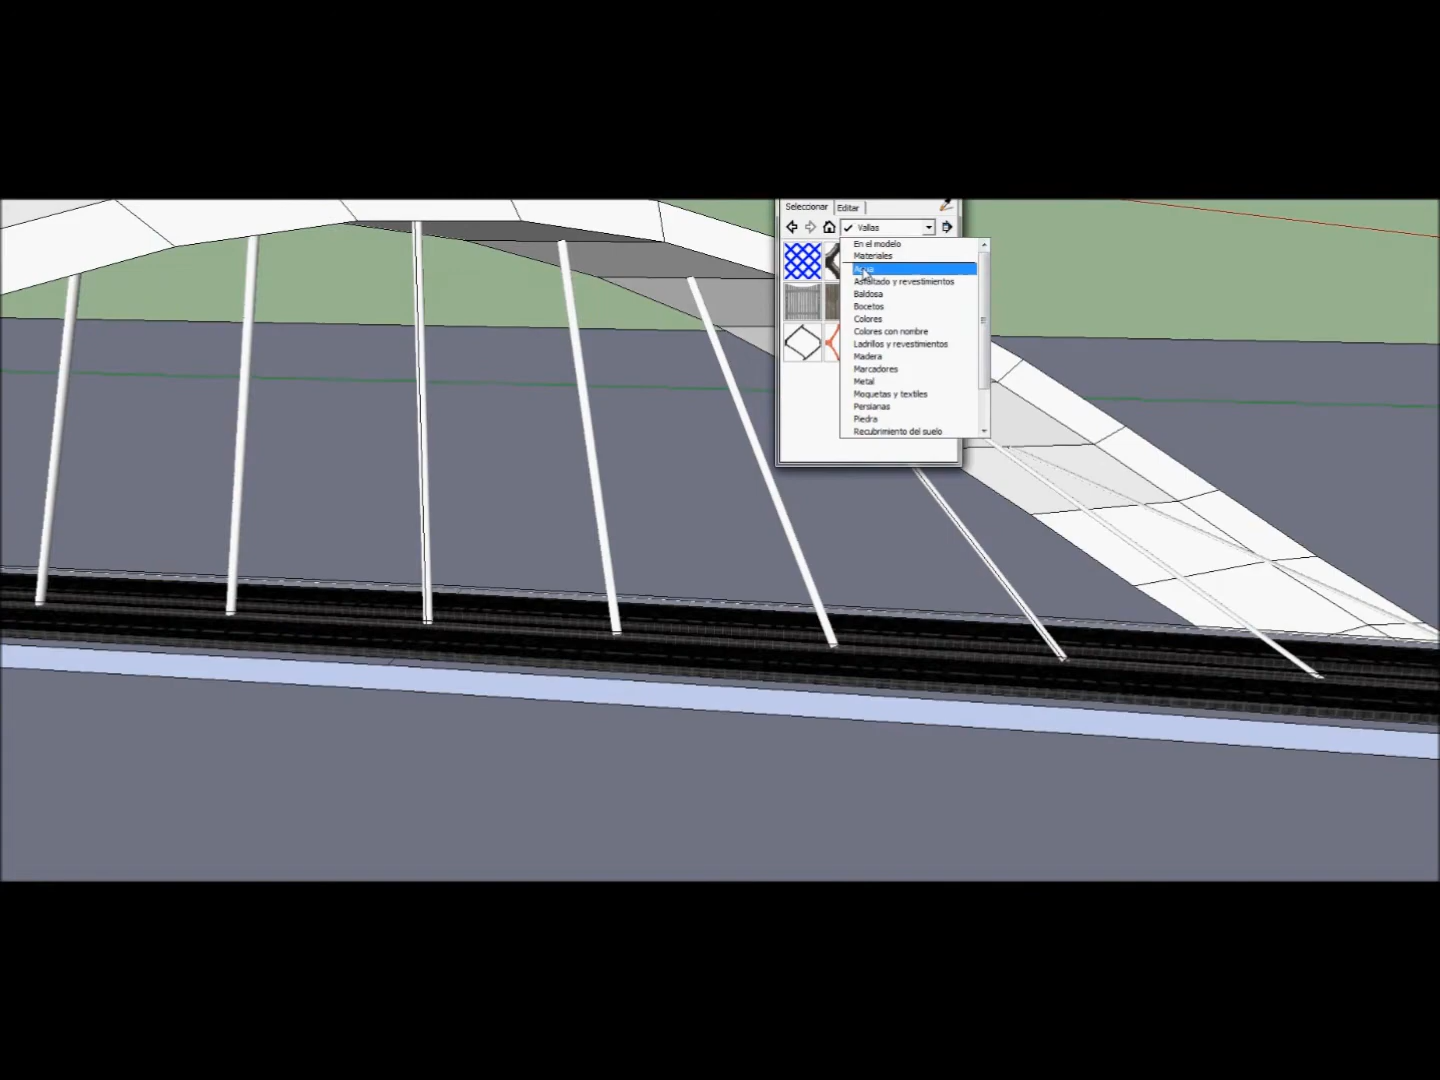 Seleccionar
Editar
Vallas
En el modelo
Materiales
Agua
Asfaltado y revestimientos
Baldosa
Bocetos
Colores
Colores con nombre
Ladrillos y revestimientos
Madera
Marcadores
Metal
Moquetas y textiles
Persianas
Piedra
Recubrimiento del suelo